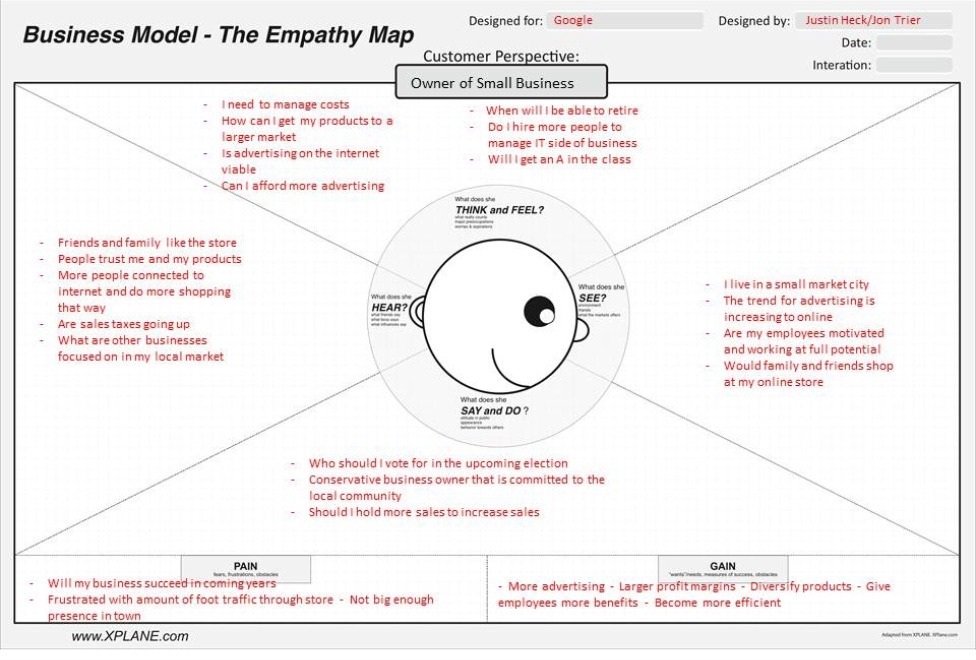 Business Model - The Empathy Map
Designed for: Google
Designed by: Justin Heck/Jon Trier
Date:
Interation:
Customer Perspective:
Owner of Small Business
- I need to manage costs
- How can I get my products to a
larger market
- Is advertising on the internet
viable
- Can I afford more advertising
- When will I be able to retire
- Do I hire more people to
manage IT side of business
- Will I get an A in the class
What does she
THINK and FEEL?
what really counts
major preoccupations
worries & aspirations
- Friends and family like the store
- People trust me and my products
- More people connected to
internet and do more shopping
that way
- Are sales taxes going up
- What are other businesses
focused on in my local market
What does she
HEAR?
what friends say
what boss says
what influencers say
What does she
SEE?
environment
friends
what the market offers
- I live in a small market city
- The trend for advertising is
increasing to online
- Are my employees motivated
and working at full potential
- Would family and friends shop
at my online store
What does she
SAY and DO ?
attitude in public
appearance
behavior towards others
- Who should I vote for in the upcoming election
- Conservative business owner that is committed to the
local community
- Should I hold more sales to increase sales
PAIN
fears, frustrations, obstacles
- Will my business succeed in coming years
- Frustrated with amount of foot traffic through store - Not big enough
presence in town
GAIN
"wants"/needs, measures of success, obstacles
- More advertising - Larger profit margins - Diversify products - Give
employees more benefits - Become more efficient
www.XPLANE.com
Adapted from XPLANE. XPlane.com